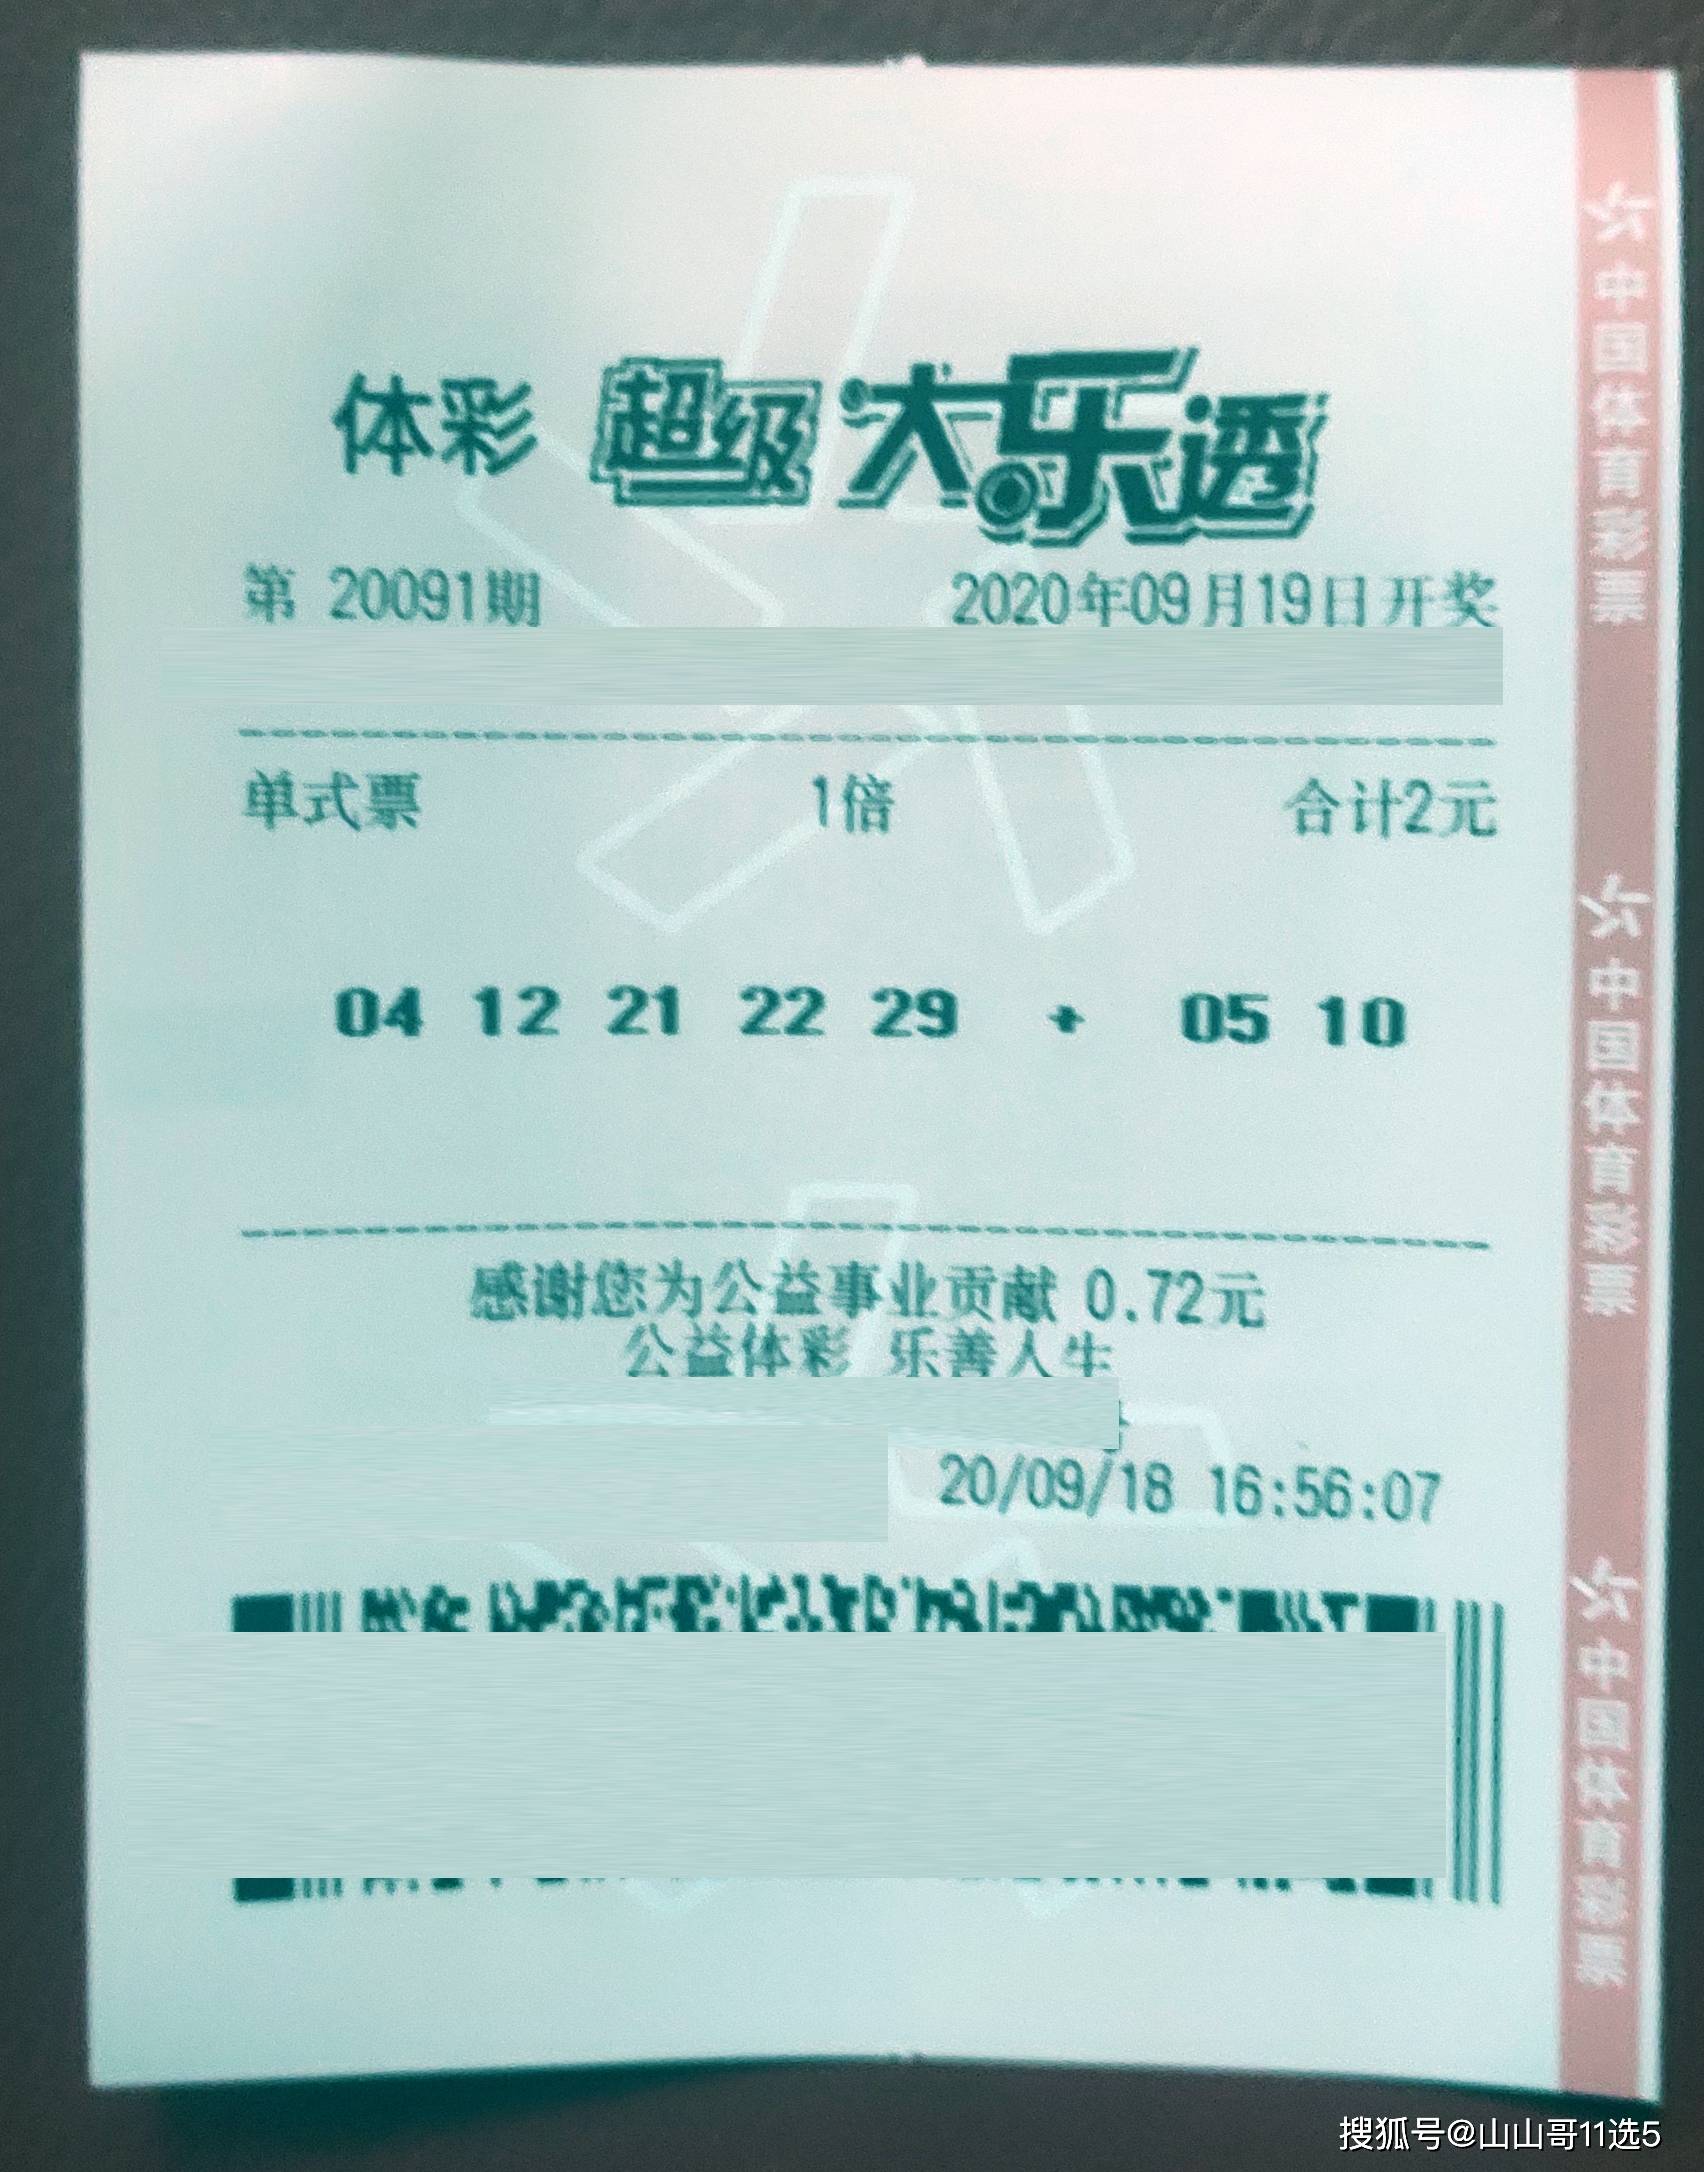 体彩 超级大乐透
第 20091期 2020年09月19日开奖
单式票 1倍 合计2元
04 12 21 22 29 + 05 10
感谢您为公益事业贡献 0.72元
公益体彩 乐善人生
20/09/18 16:56:07
中国体育彩票
中国体育彩票
中国体育彩票
搜狐号@山山哥11选5